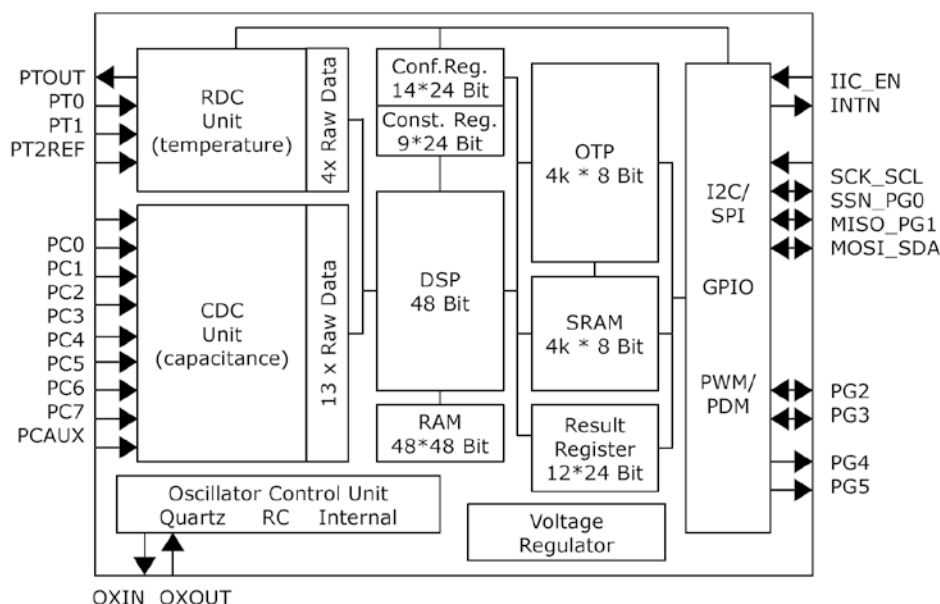 PTOUT
PT0
PT1
PT2REF
RDC
Unit
(temperature)
4x Raw Data
PC0
PC1
PC2
PC3
PC4
PC5
PC6
PC7
PCAUX
CDC
Unit
(capacitance)
13 x Raw Data
Conf.Reg.
14*24 Bit
Const. Reg.
9*24 Bit
DSP
48 Bit
RAM
48*48 Bit
OTP
4k * 8 Bit
SRAM
4k * 8 Bit
Result
Register
12*24 Bit
I2C/
SPI
GPIO
PWM/
PDM
IIC_EN
INTN
SCK_SCL
SSN_PG0
MISO_PG1
MOSI_SDA
PG2
PG3
PG4
PG5
Oscillator Control Unit
Quartz RC Internal
Voltage
Regulator
OXIN OXOUT